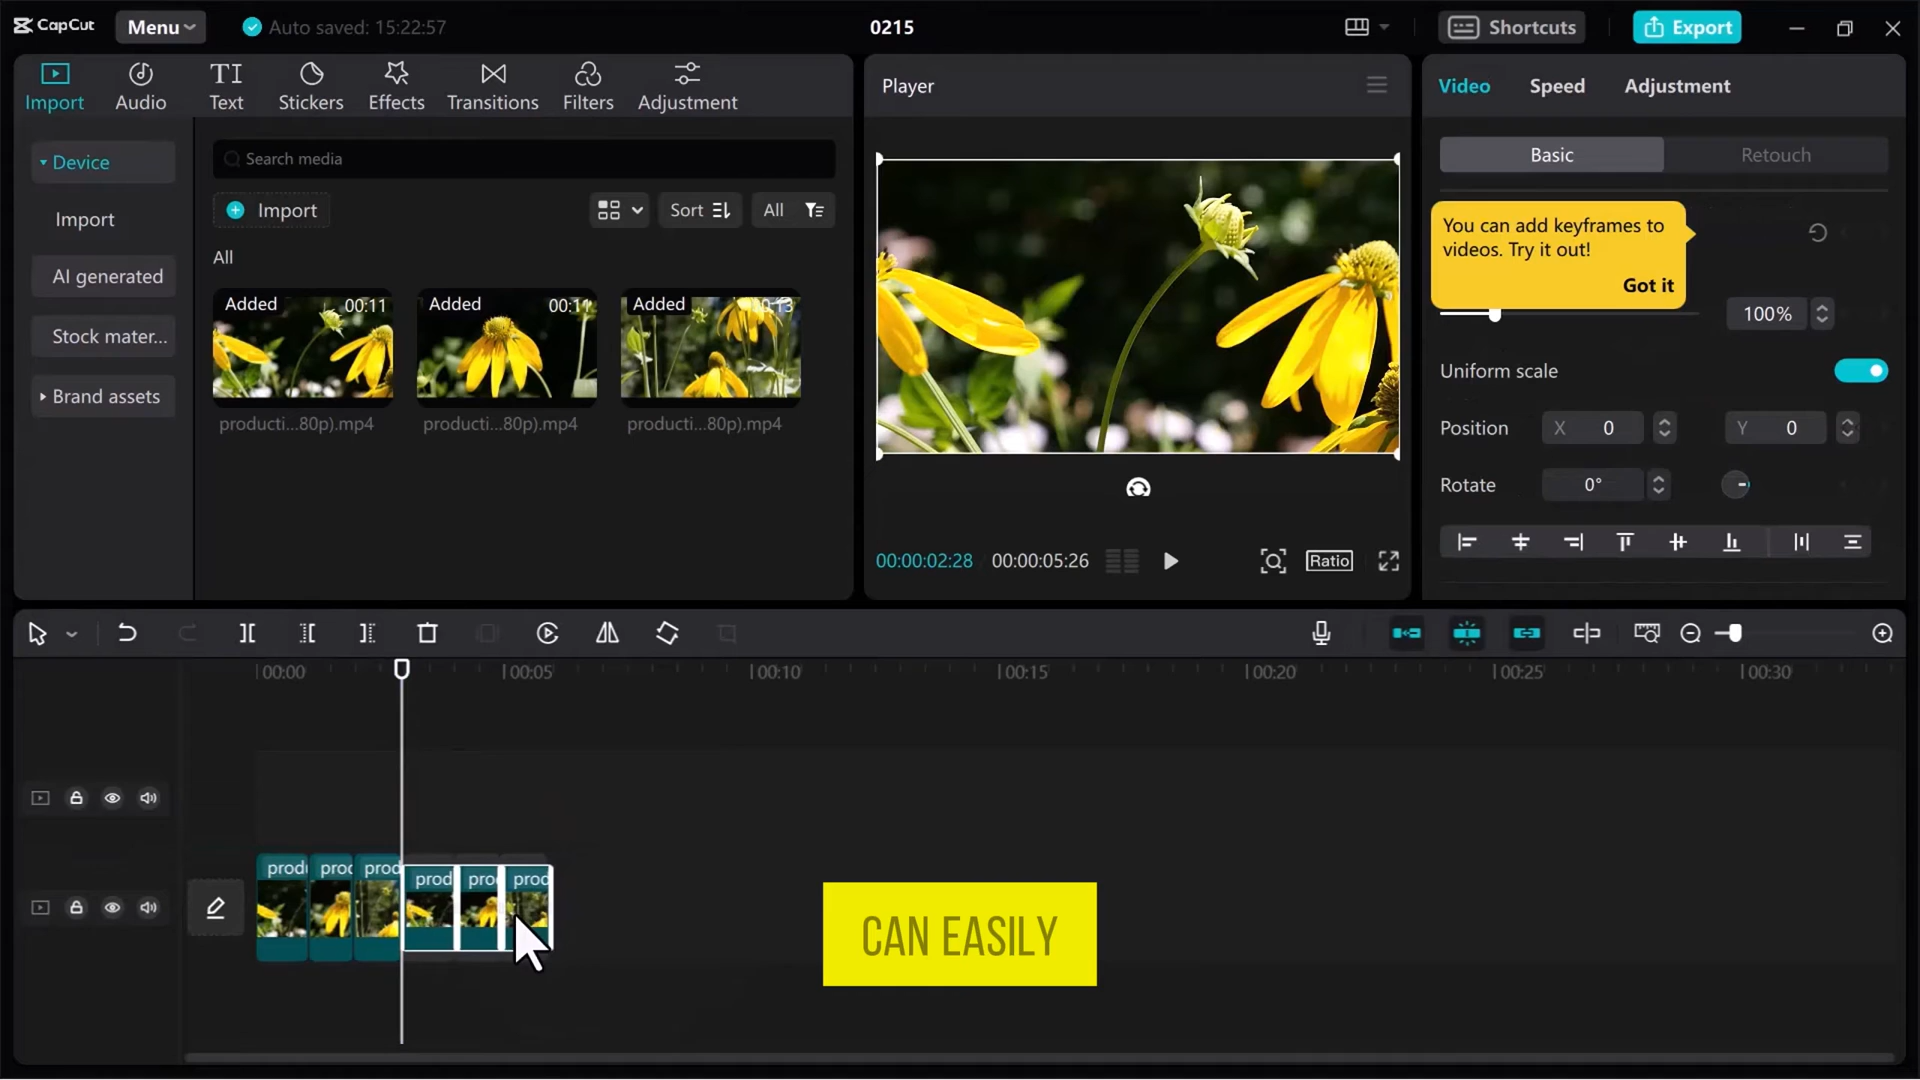 CapCut
Menu
Auto saved: 15:22:57
0215
Shortcuts
Export
Import
Audio
TI
Text
Stickers
Effects
Transitions
Filters
Adjustment
Device
Import
AI generated
Stock mater...
Brand assets
Search media
Import
Sort
All
All
Added 00:11
Added
Added
producti...80p).mp4
producti...80p).mp4
producti...80p).mp4
Player
00:00:02:28
00:00:05:26
Ratio
Video
Speed
Adjustment
Basic
Retouch
You can add keyframes to
videos. Try it out!
Got it
100%
Uniform scale
Position
X 0
Y 0
Rotate
0°
00:00
00:05
00:10
00:15
00:20
00:25
00:30
prod
prod
prod
prod
prod
prod
CAN EASILY